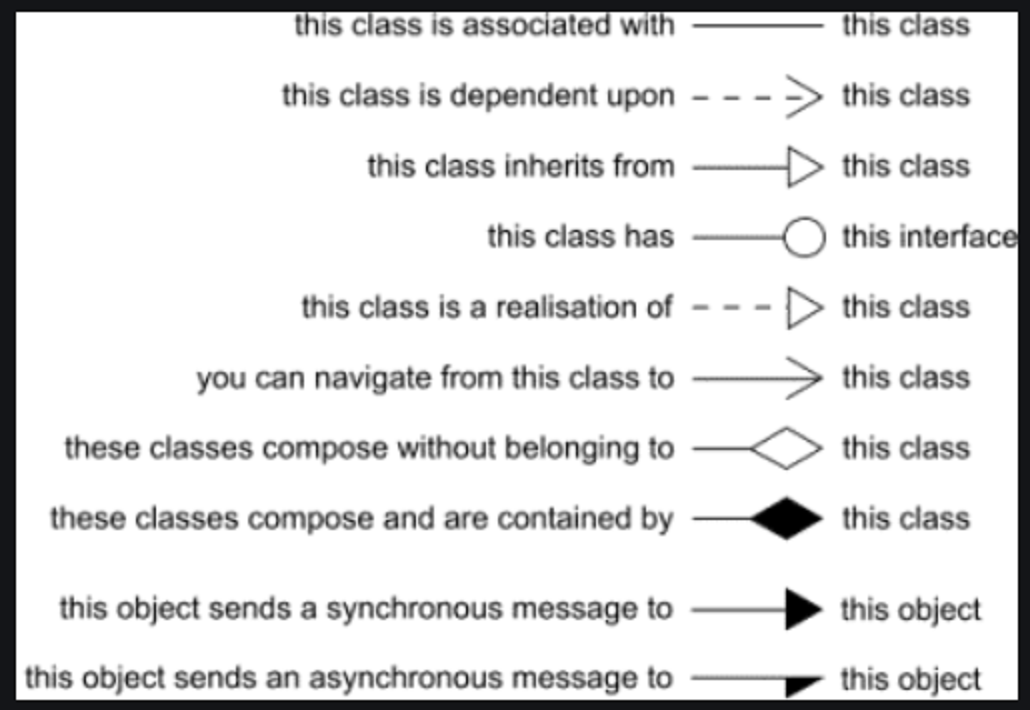 this class is associated with this class
this class is dependent upon this class
this class inherits from this class
this class has this interface
this class is a realisation of this class
you can navigate from this class to this class
these classes compose without belonging to this class
these classes compose and are contained by this class
this object sends a synchronous message to this object
this object sends an asynchronous message to this object